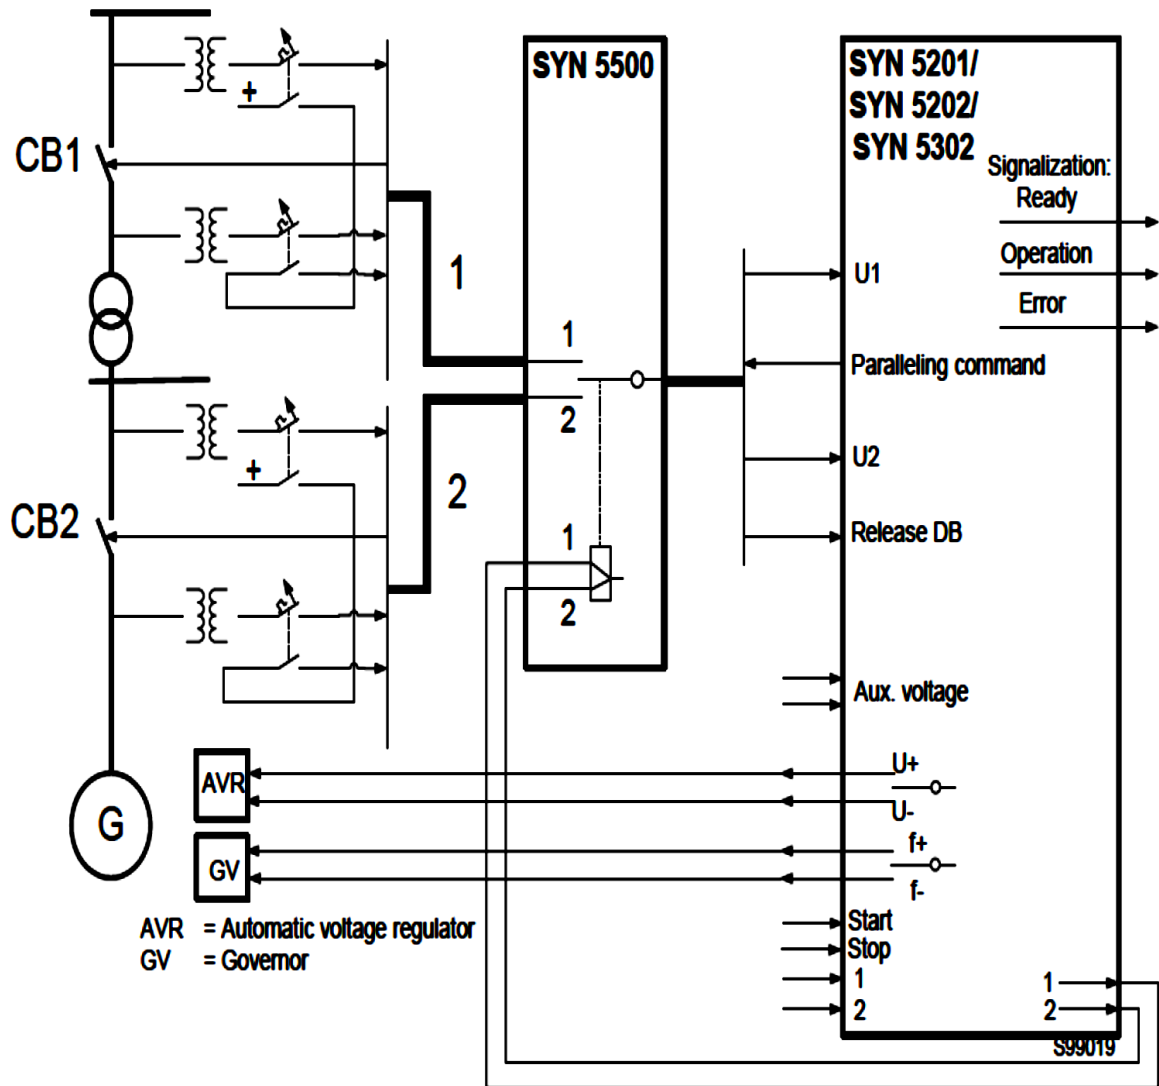 SYN 5500
SYN 5201/
SYN 5202/
SYN 5302
Signalization:
Ready
Operation
Error
+
CB1
1
1
2
2
U1
Paralleling command
U2
Release DB
+
CB2
1
2
Aux. voltage
AVR
U+
U-
G
GV
f+
f-
AVR = Automatic voltage regulator
GV = Governor
Start
Stop
1
2
1
2
S99019